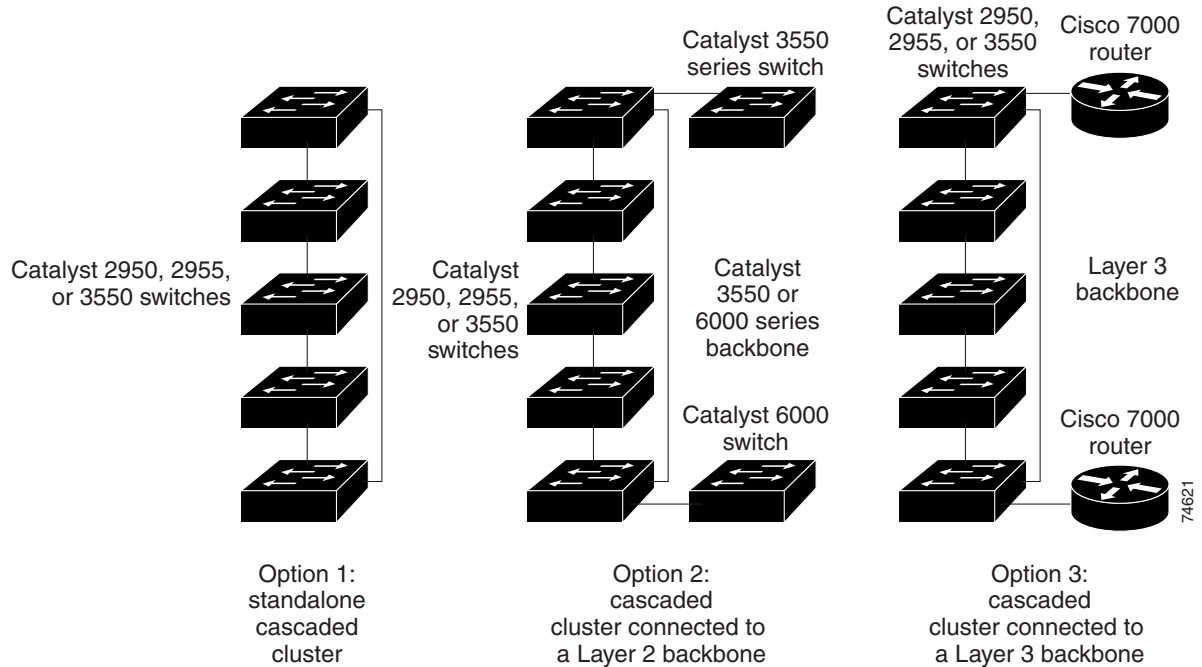 Catalyst 3550
series switch
Catalyst 2950,
2955, or 3550
switches
Cisco 7000
router
Catalyst 2950, 2955,
or 3550 switches
Catalyst
2950, 2955,
or 3550
switches
Catalyst
3550 or
6000 series
backbone
Layer 3
backbone
Catalyst 6000
switch
Cisco 7000
router
74621
Option 1:
standalone
cascaded
cluster
Option 2:
cascaded
cluster connected to
a Layer 2 backbone
Option 3:
cascaded
cluster connected to
a Layer 3 backbone